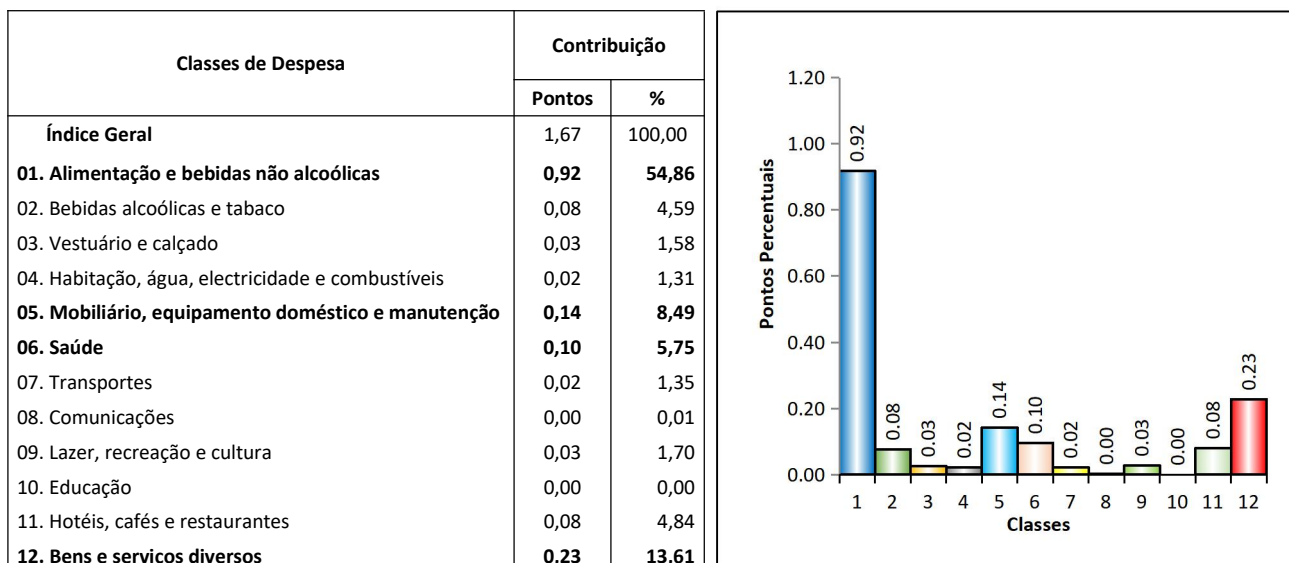 Classes de Despesa
Contribuição
Pontos %
Índice Geral 1,67 100,00
01. Alimentação e bebidas não alcoólicas 0,92 54,86
02. Bebidas alcoólicas e tabaco 0,08 4,59
03. Vestuário e calçado 0,03 1,58
04. Habitação, água, electricidade e combustíveis 0,02 1,31
05. Mobiliário, equipamento doméstico e manutenção 0,14 8,49
06. Saúde 0,10 5,75
07. Transportes 0,02 1,35
08. Comunicações 0,00 0,01
09. Lazer, recreação e cultura 0,03 1,70
10. Educação 0,00 0,00
11. Hotéis, cafés e restaurantes 0,08 4,84
12. Bens e serviços diversos 0,23 13,61
Pontos Percentuais
1.20
1.00
0.80
0.60
0.40
0.20
0.00
0.92 0.08 0.03 0.02 0.14 0.10 0.02 0.00 0.03 0.00 0.08 0.23
1 2 3 4 5 6 7 8 9 10 11 12
Classes